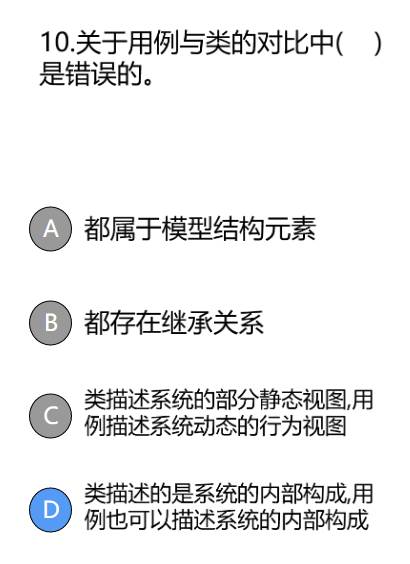 10.关于用例与类的对比中(    )
是错误的。
A 都属于模型结构元素
B 都存在继承关系
C 类描述系统的部分静态视图,用
例描述系统动态的行为视图
D 类描述的是系统的内部构成,用
例也可以描述系统的内部构成